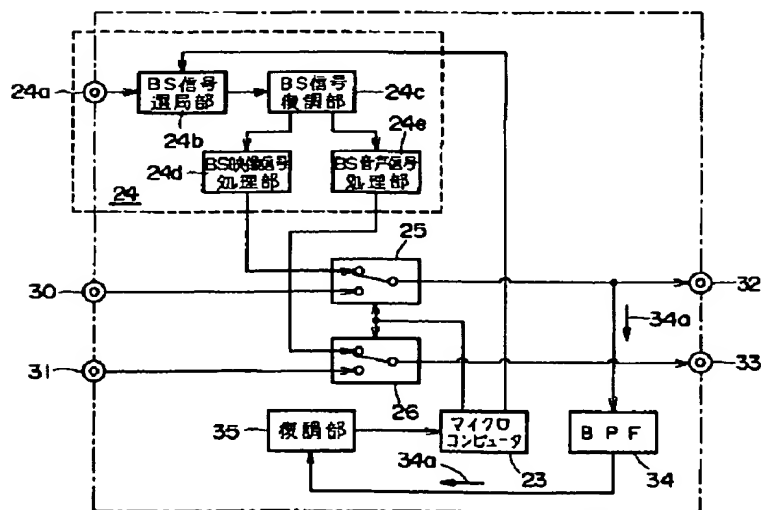 24a
BS信号
選局部
24b
BS信号
復調部
24c
24e
24d
BS映像信号
処理部
BS音声信号
処理部
24
25
30
32
34a
31
33
26
35
復調部
マイクロ
コンピュータ
23
BPF
34
34a